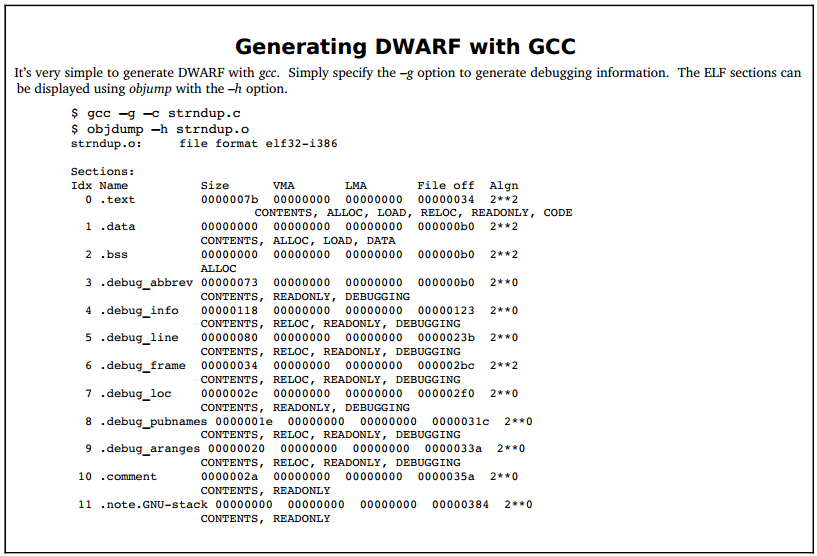 Generating DWARF with GCC
It’s very simple to generate DWARF with gcc. Simply specify the –g option to generate debugging information. The ELF sections can
be displayed using objump with the –h option.
$ gcc –g –c strndup.c
$ objdump –h strndup.o
strndup.o: file format elf32-i386
Sections:
Idx Name Size VMA LMA File off Algn
0 .text 0000007b 00000000 00000000 00000034 2**2
CONTENTS, ALLOC, LOAD, RELOC, READONLY, CODE
1 .data 00000000 00000000 00000000 000000b0 2**2
CONTENTS, ALLOC, LOAD, DATA
2 .bss 00000000 00000000 00000000 000000b0 2**2
ALLOC
3 .debug_abbrev 00000073 00000000 00000000 000000b0 2**0
CONTENTS, READONLY, DEBUGGING
4 .debug_info 00000118 00000000 00000000 00000123 2**0
CONTENTS, RELOC, READONLY, DEBUGGING
5 .debug_line 00000080 00000000 00000000 0000023b 2**0
CONTENTS, RELOC, READONLY, DEBUGGING
6 .debug_frame 00000034 00000000 00000000 000002bc 2**2
CONTENTS, RELOC, READONLY, DEBUGGING
7 .debug_loc 0000002c 00000000 00000000 000002f0 2**0
CONTENTS, READONLY, DEBUGGING
8 .debug_pubnames 0000001e 00000000 00000000 0000031c 2**0
CONTENTS, RELOC, READONLY, DEBUGGING
9 .debug_aranges 00000020 00000000 00000000 0000033a 2**0
CONTENTS, RELOC, READONLY, DEBUGGING
10 .comment 0000002a 00000000 00000000 0000035a 2**0
CONTENTS, READONLY
11 .note.GNU-stack 00000000 00000000 00000000 00000384 2**0
CONTENTS, READONLY